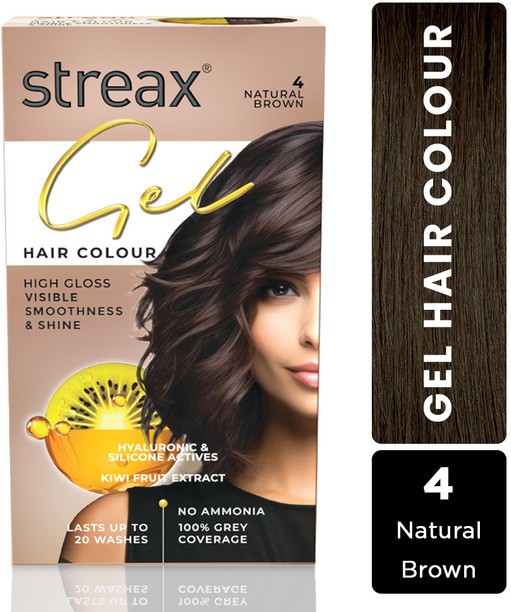 streax®
4
NATURAL
BROWN
Gel
HAIR COLOUR
HIGH GLOSS
VISIBLE
SMOOTHNESS
& SHINE
HYALURONIC &
SILICONE ACTIVES
KIWI FRUIT EXTRACT
LASTS UP TO
20 WASHES
NO AMMONIA
100% GREY
COVERAGE
GEL HAIR COLOUR
4
Natural
Brown